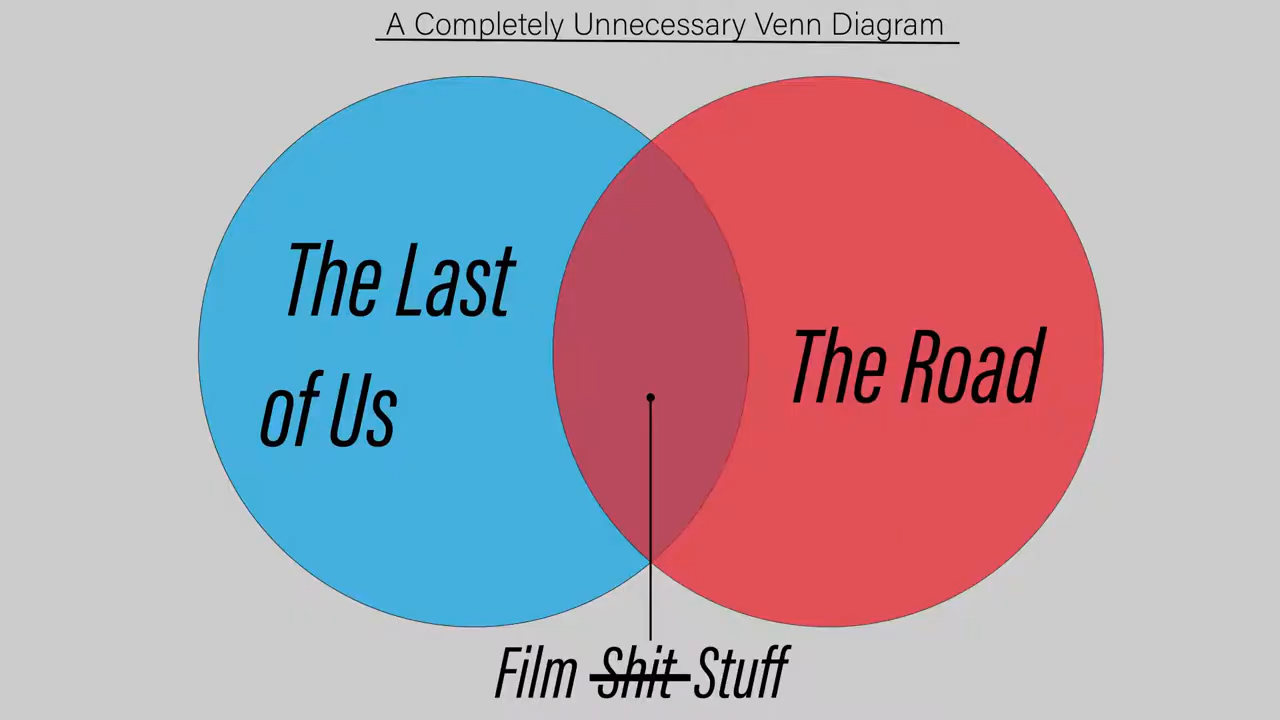 A Completely Unnecessary Venn Diagram
The Last
of Us
The Road
Film Shit Stuff